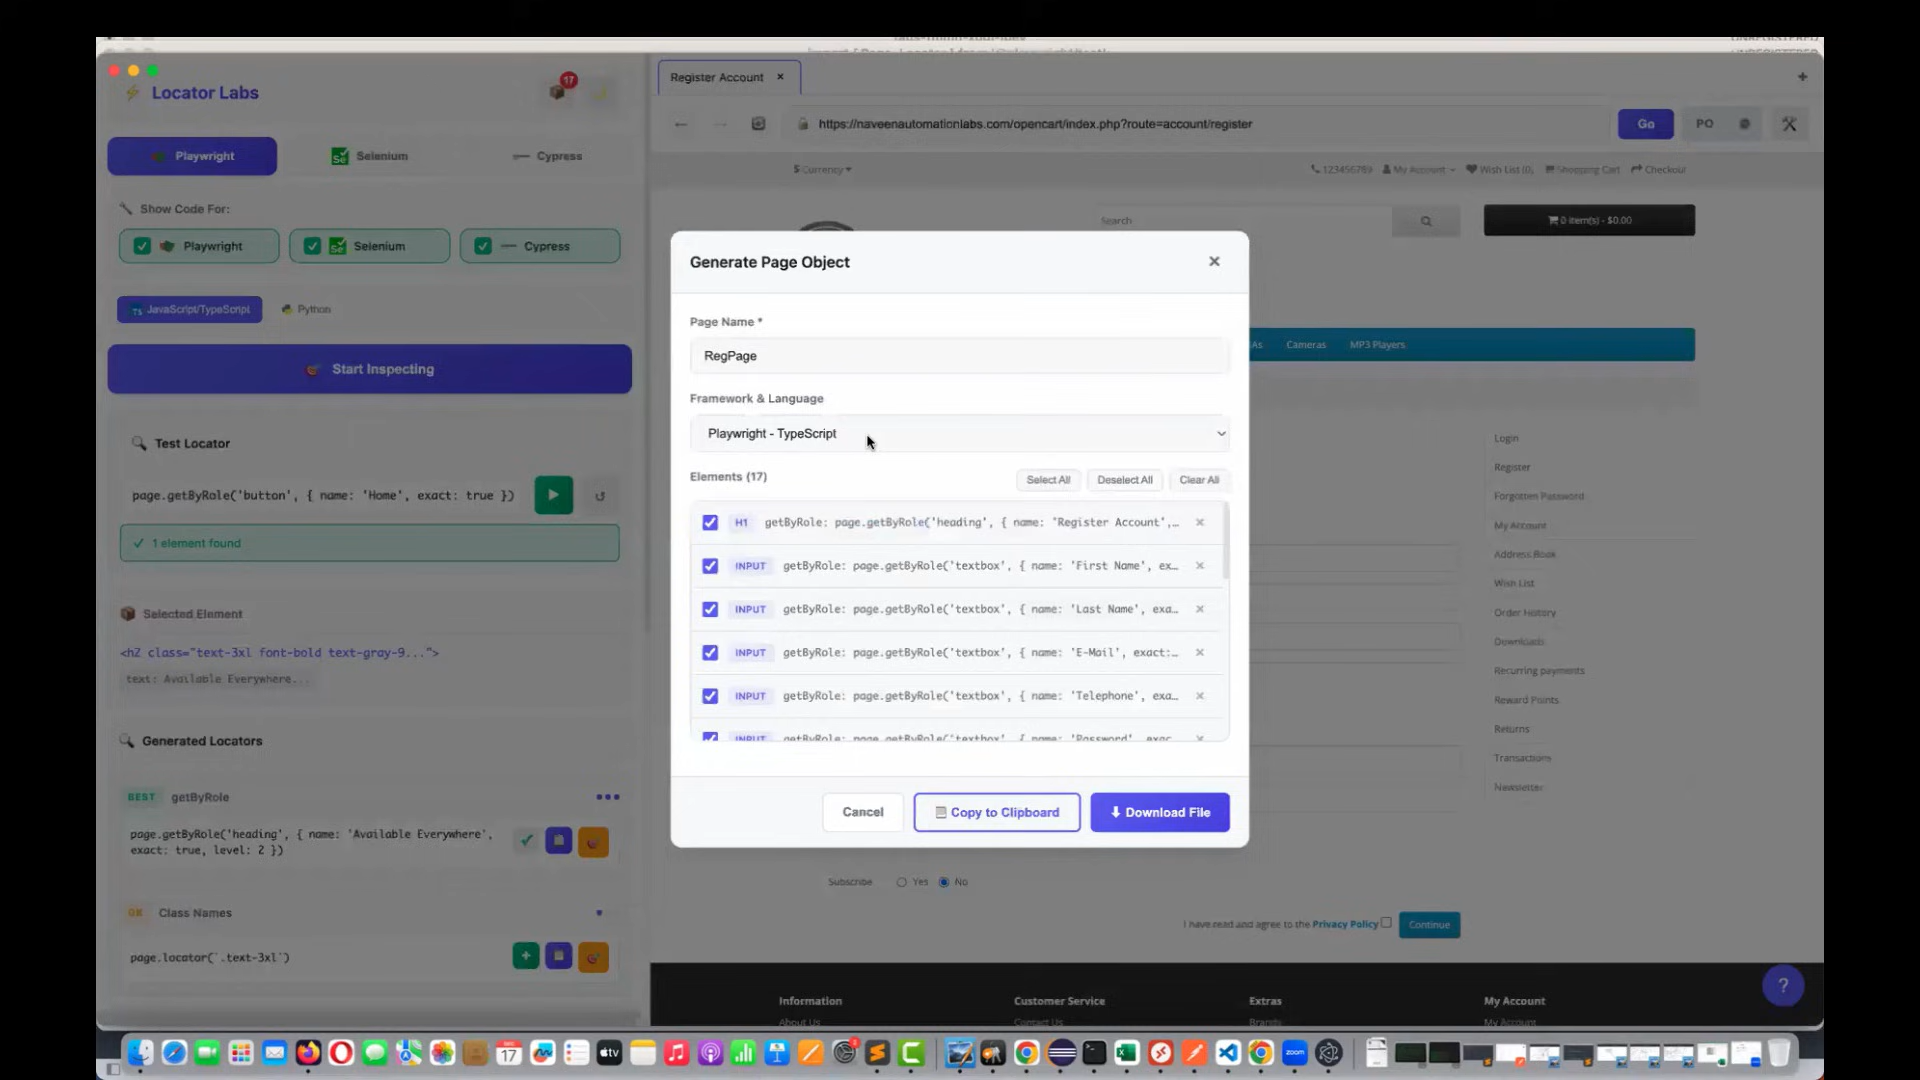 Locator Labs
17
Playwright
Selenium
Cypress
Show Code For:
Playwright
Selenium
Cypress
JavaScript/TypeScript
Python
Start Inspecting
Test Locator
page.getByRole('button', { name: 'Home', exact: true })
✓ 1 element found
Selected Element
<h2 class="text-3xl font-bold text-gray-9...">
text: Available Everywhere...
Generated Locators
BEST getByRole
page.getByRole('heading', { name: 'Available Everywhere',
exact: true, level: 2 })
OK Class Names
page.locator(`.text-3xl`)
Register Account
https://naveenautomationlabs.com/opencart/index.php?route=account/register
Go
PO
$ Currency
123456789 My Account Wish List (0) Shopping Cart Checkout
Search
0 item(s) - $0.00
Cameras MP3 Players
Generate Page Object
Page Name *
RegPage
Framework & Language
Playwright - TypeScript
Elements (17)
Select All
Deselect All
Clear All
H1 getByRole: page.getByRole('heading', { name: 'Register Account',…
INPUT getByRole: page.getByRole('textbox', { name: 'First Name', ex…
INPUT getByRole: page.getByRole('textbox', { name: 'Last Name', exa…
INPUT getByRole: page.getByRole('textbox', { name: 'E-Mail', exact:…
INPUT getByRole: page.getByRole('textbox', { name: 'Telephone', exa…
INPUT getByRole: page.getByRole('textbox', { name: 'Password', exac
Cancel
Copy to Clipboard
Download File
Login
Register
Forgotten Password
My Account
Address Book
Wish List
Order History
Downloads
Recurring payments
Reward Points
Returns
Transactions
Newsletter
Subscribe Yes No
I have read and agree to the Privacy Policy
Continue
?
Information
Customer Service
Extras
My Account
About Us
Contact Us
Brands
My Account
DEC
17
tv
zoom